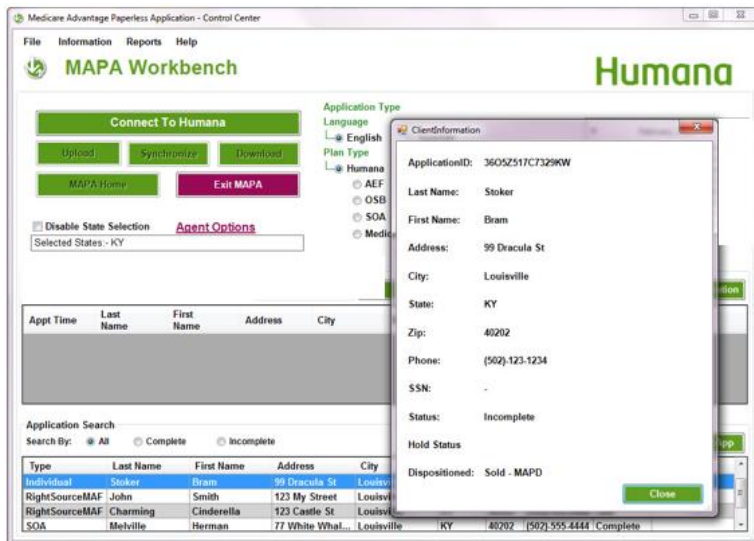 Medicare Advantage Paperless Application - Control Center
File Information Reports Help
MAPA Workbench
Humana
Connect To Humana
Upload Synchronize Download
MAPA Home Exit MAPA
Disable State Selection Agent Options
Selected States:- KY
Application Type
Language
English
Plan Type
Humana
AEF
OSB
SOA
ClientInformation
ApplicationID: 36O5Z517C7329KW
Last Name: Stoker
First Name: Bram
Address: 99 Dracula St
City: Louisville
State: KY
Zip: 40202
Phone: (502)-123-1234
SSN: -
Status: Incomplete
Hold Status
Dispositioned: Sold - MAPD
Close
Appt Time Last Name First Name Address City
Application Search
Search By: All Complete Incomplete
App
Type Last Name First Name Address City
Individual Stoker Bram 99 Dracula St
RightSourceMAF John Smith 123 My Street
RightSourceMAF Charming Cinderella 123 Castle St
SOA Melville Herman 77 White Whal... Louisville KY 40202 (502)-555-4444 Complete